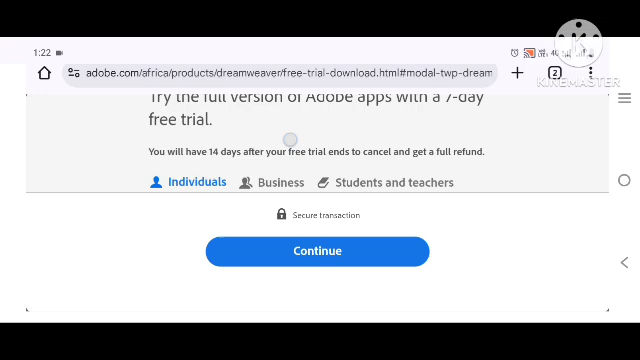 1:22
4G
K
KINEMASTER
adobe.com/africa/products/dreamweaver/free-trial-download.html#modal-twp-dream
2
Try the full version of Adobe apps with a 7-day
free trial.
You will have 14 days after your free trial ends to cancel and get a full refund.
Individuals
Business
Students and teachers
Secure transaction
Continue